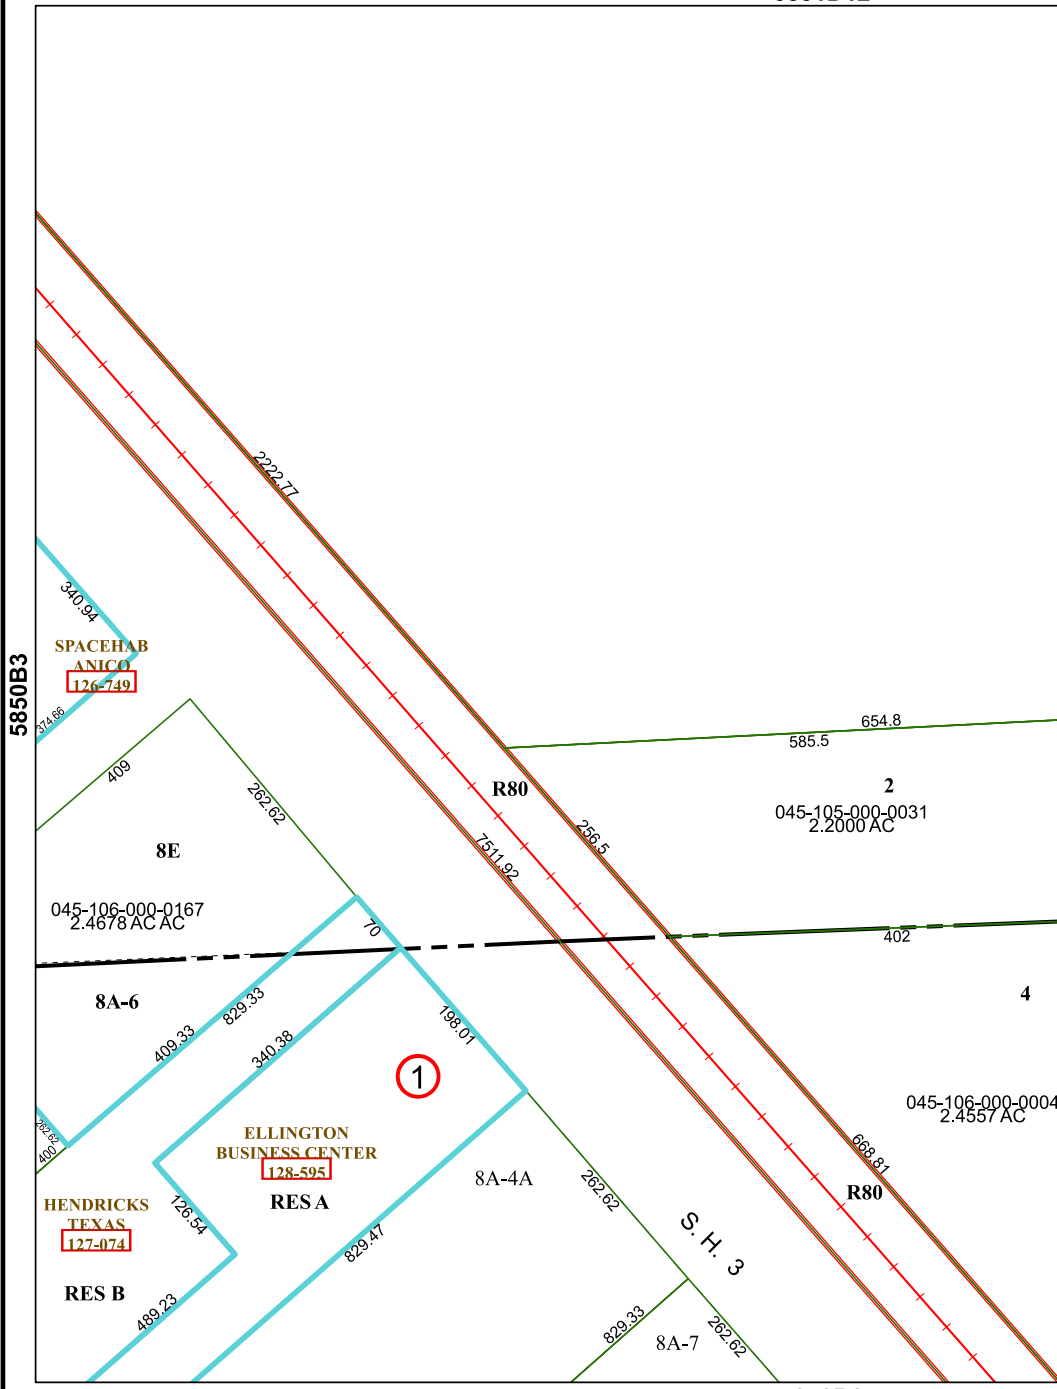 5850B3
2222.77
340.94
SPACEHAB
ANICO
126-749
374.66
409
262.62
654.8
585.5
R80
2
045-105-000-0031
2.2000 AC
256.5
7511.92
8E
045-106-000-0167
2.4678 AC AC
70
402
8A-6
829.33
409.33
340.38
198.01
4
1
045-106-000-0004
2.4557 AC
262.62
400
ELLINGTON
BUSINESS CENTER
128-595
RES A
8A-4A
262.62
668.81
R80
HENDRICKS
TEXAS
127-074
126.54
S. H. 3
829.47
RES B
489.23
829.33
8A-7
262.62